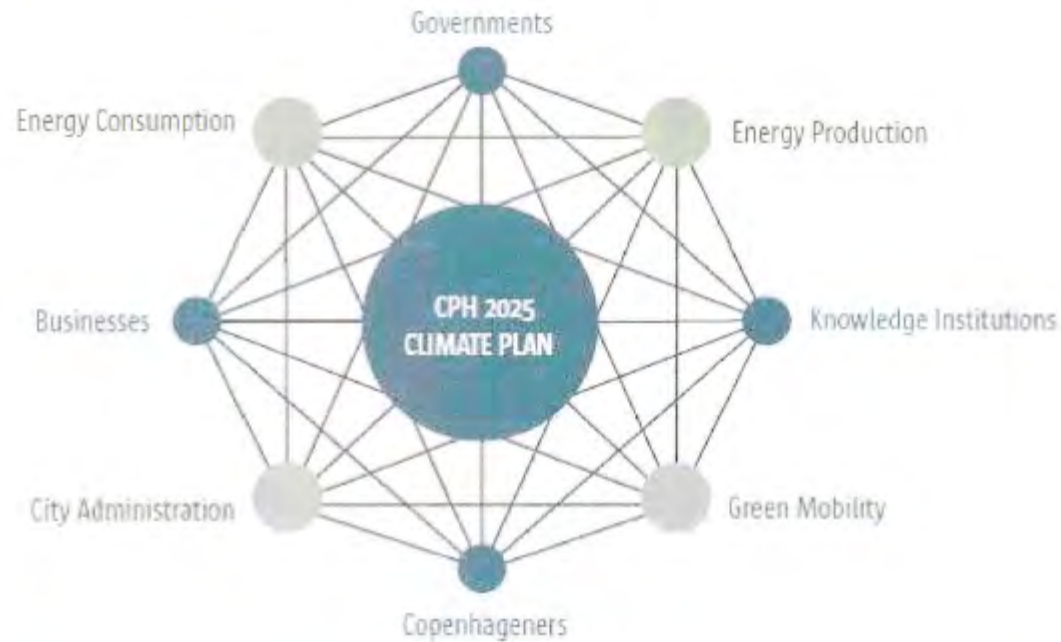 Governments
Energy Consumption
Energy Production
Businesses
CPH 2025
CLIMATE PLAN
Knowledge Institutions
City Administration
Green Mobility
Copenhageners